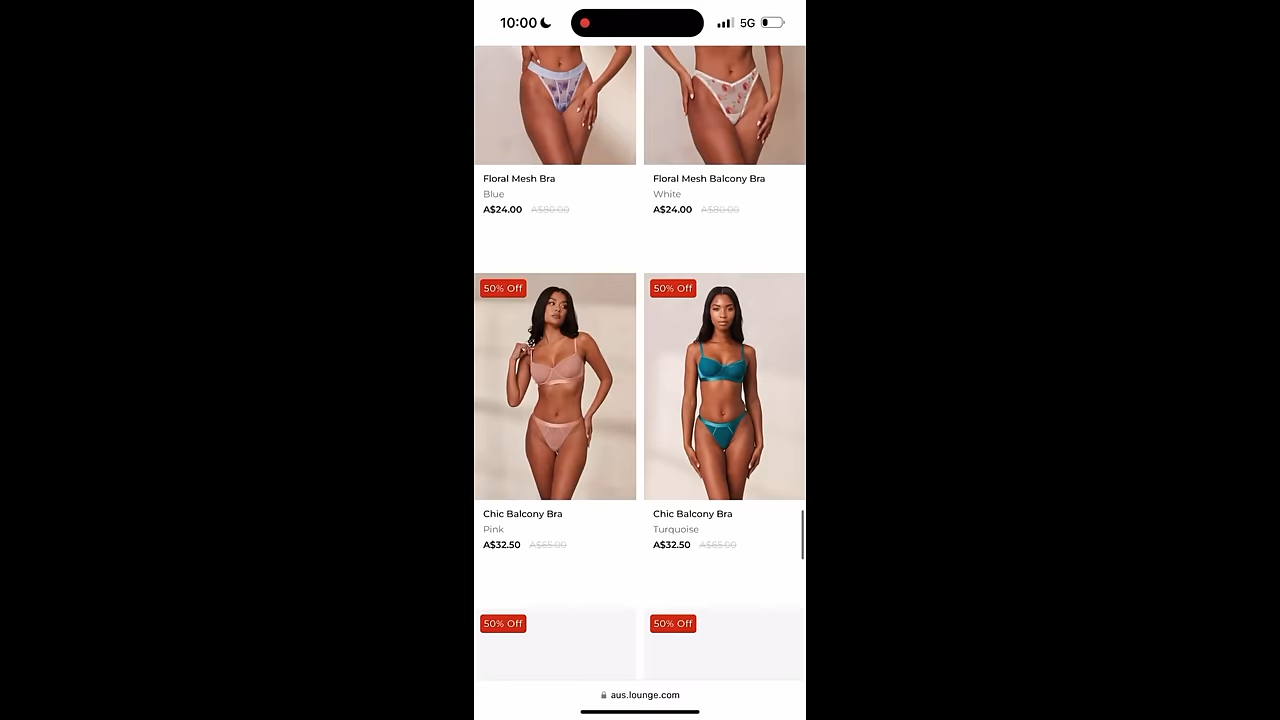 10:00
5G
Floral Mesh Bra
Blue
A$24.00 A$80.00
Floral Mesh Balcony Bra
White
A$24.00 A$80.00
50% Off
50% Off
Chic Balcony Bra
Pink
A$32.50 A$65.00
Chic Balcony Bra
Turquoise
A$32.50 A$65.00
50% Off
50% Off
aus.lounge.com